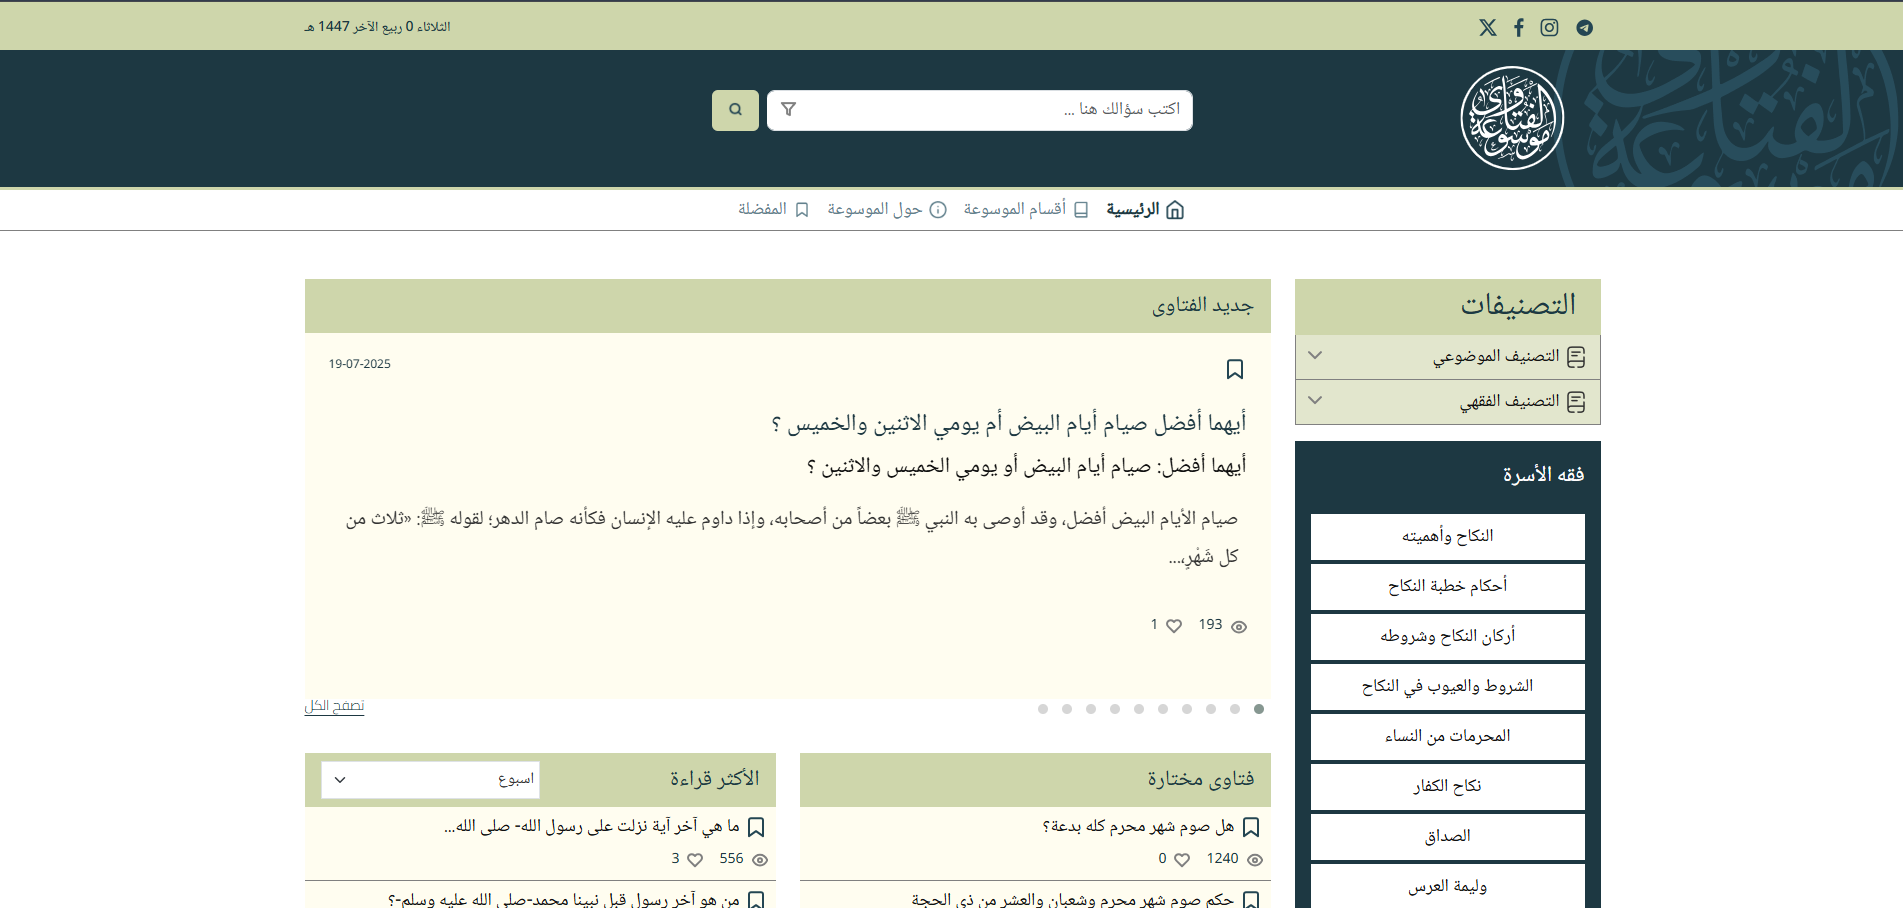 الثلاثاء 0 ربيع الآخر 1447 هـ
موسوعة الفتاوى
اكتب سؤالك هنا ...
الرئيسية
أقسام الموسوعة
حول الموسوعة
المفضلة
التصنيفات
التصنيف الموضوعي
التصنيف الفقهي
فقه الأسرة
النكاح وأهميته
أحكام خطبة النكاح
أركان النكاح وشروطه
الشروط والعيوب في النكاح
المحرمات من النساء
نكاح الكفار
الصداق
وليمة العرس
جديد الفتاوى
19-07-2025
أيهما أفضل صيام أيام البيض أم يومي الاثنين والخميس ؟
أيهما أفضل: صيام أيام البيض أو يومي الخميس والاثنين ؟
صيام الأيام البيض أفضل، وقد أوصى به النبي ﷺ بعضاً من أصحابه، وإذا داوم عليه الإنسان فكأنه صام الدهر؛ لقوله ﷺ: «ثلاث من
كل شَهْرٍ،...
193 1
تصفح الكل
فتاوى مختارة
هل صوم شهر محرم كله بدعة؟
1240 0
حكم صوم شهر محرم وشعبان والعشر من ذي الحجة
الأكثر قراءة
اسبوع
ما هي آخر آية نزلت على رسول الله- صلى الله...
556 3
من هو آخر رسول قبل نبينا محمد-صلى الله عليه وسلم-؟